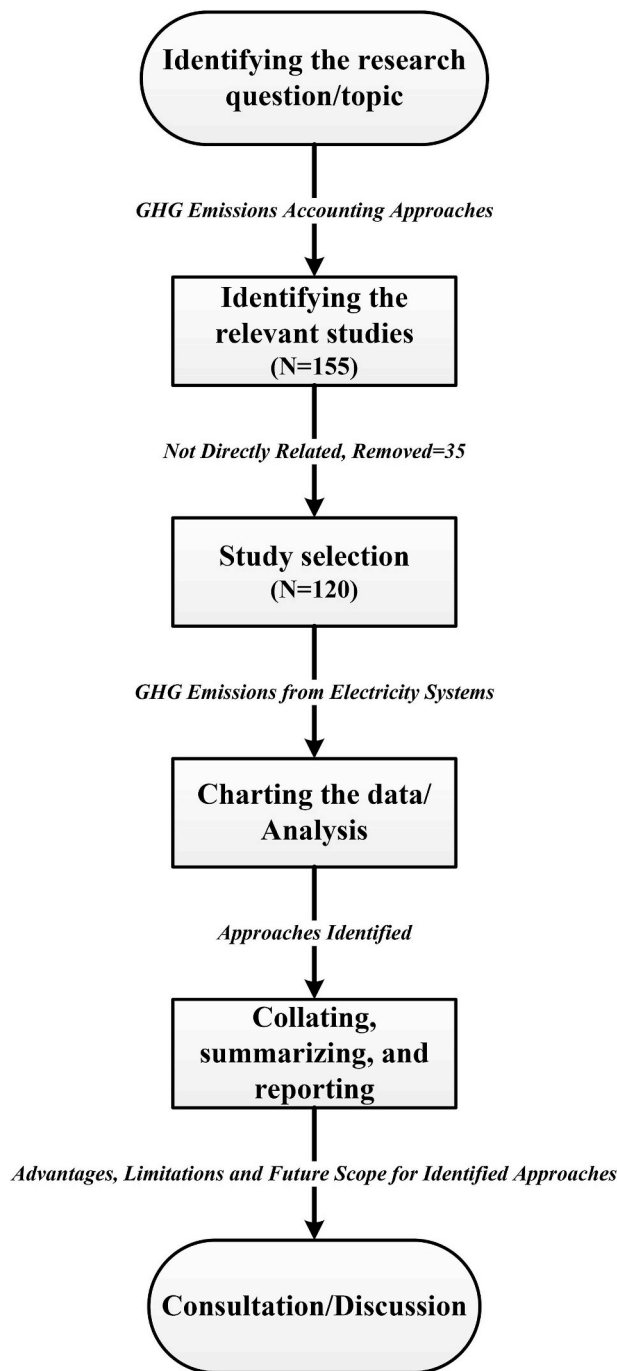 Identifying the research
question/topic
GHG Emissions Accounting Approaches
Identifying the
relevant studies
(N=155)
Not Directly Related, Removed=35
Study selection
(N=120)
GHG Emissions from Electricity Systems
Charting the data/
Analysis
Approaches Identified
Collating,
summarizing, and
reporting
Advantages, Limitations and Future Scope for Identified Approaches
Consultation/Discussion